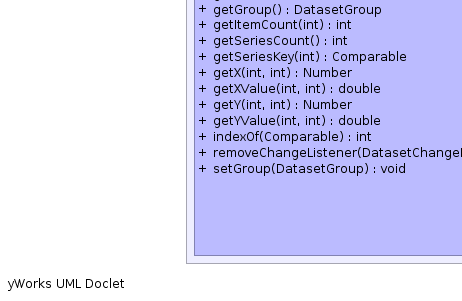 + getGroup() : DatasetGroup
+ getItemCount(int) : int
+ getSeriesCount() : int
+ getSeriesKey(int) : Comparable
+ getX(int, int) : Number
+ getXValue(int, int) : double
+ getY(int, int) : Number
+ getYValue(int, int) : double
+ indexOf(Comparable) : int
+ removeChangeListener(DatasetChange
+ setGroup(DatasetGroup) : void
yWorks UML Doclet